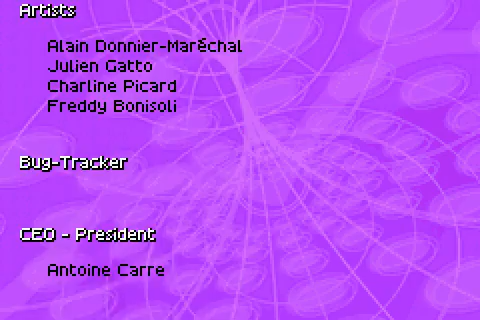 Artists
Alain Donnier-Maréchal
Julien Gatto
Charline Picard
Freddy Bonisoli
Bug-Tracker
CEO - President
Antoine Carre